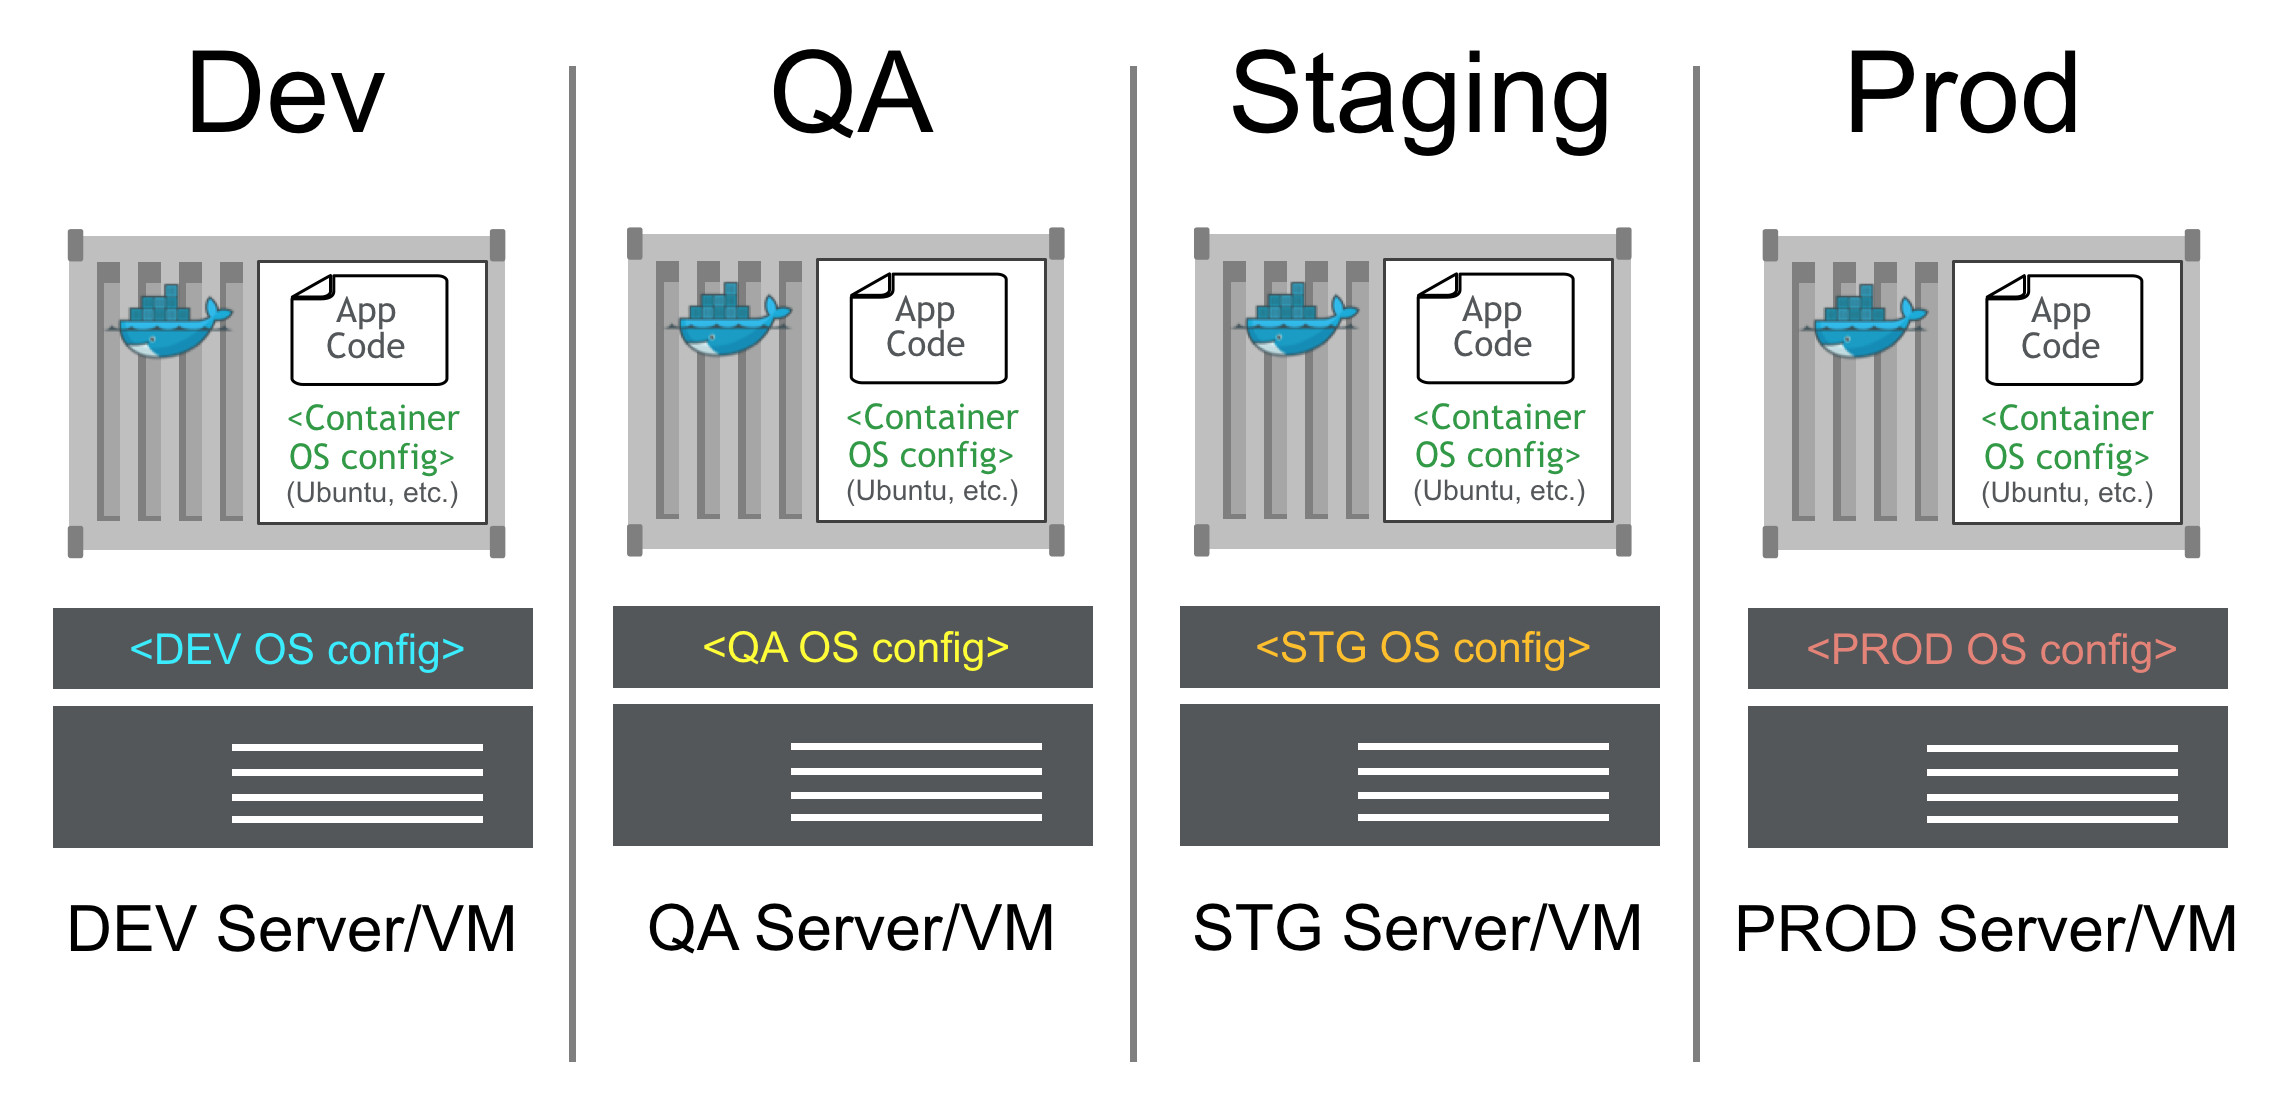 Dev
App
Code
<Container
OS config>
(Ubuntu, etc.)
<DEV OS config>
DEV Server/VM
QA
App
Code
<Container
OS config>
(Ubuntu, etc.)
<QA OS config>
QA Server/VM
Staging
App
Code
<Container
OS config>
(Ubuntu, etc.)
<STG OS config>
STG Server/VM
Prod
App
Code
<Container
OS config>
(Ubuntu, etc.)
<PROD OS config>
PROD Server/VM